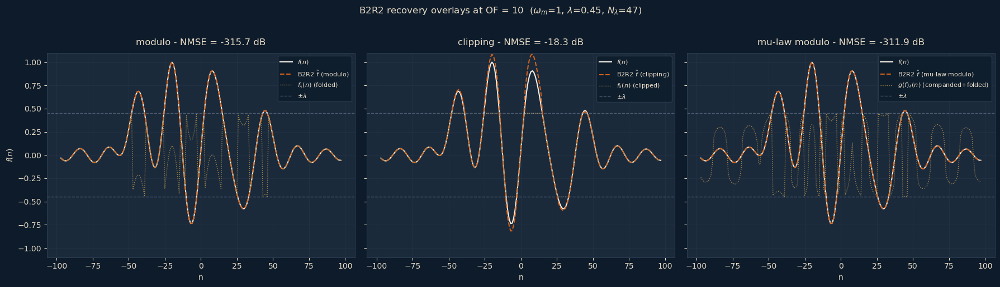 B2R2 recovery overlays at OF = 10 (ωm=1, λ=0.45, Nλ=47)
modulo - NMSE = -315.7 dB
f(n)
B2R2 f̂ (modulo)
fλ(n) (folded)
±λ
1.00
0.75
0.50
0.25
0.00
−0.25
−0.50
−0.75
−1.00
f(n)
−100 −75 −50 −25 0 25 50 75 100
n
clipping - NMSE = -18.3 dB
f(n)
B2R2 f̂ (clipping)
fλ(n) (clipped)
±λ
−100 −75 −50 −25 0 25 50 75 100
n
mu-law modulo - NMSE = -311.9 dB
f(n)
B2R2 f̂ (mu-law modulo)
g(f)λ(n) (companded+folded)
±λ
−100 −75 −50 −25 0 25 50 75 100
n